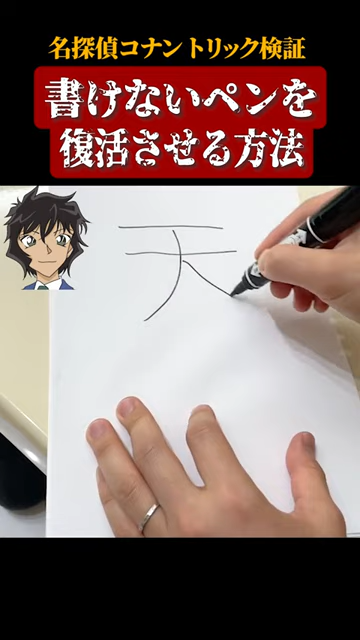 名探偵コナントリック検証
書けないペンを
復活させる方法
天